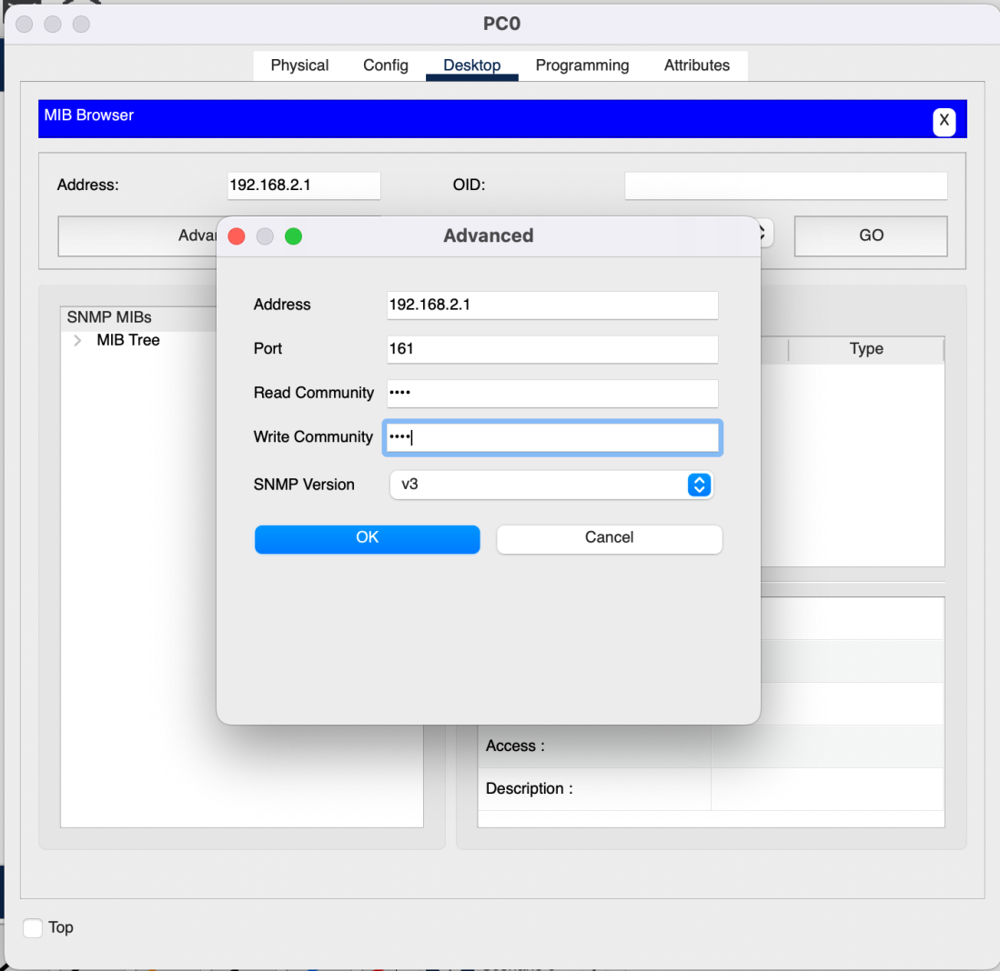 PC0
Physical Config Desktop Programming Attributes
MIB Browser X
Address: 192.168.2.1 OID:
GO
Advanced
Address 192.168.2.1
Port 161
Read Community ••••
Write Community ••••
SNMP Version v3
OK Cancel
SNMP MIBs
MIB Tree
Type
Access :
Description :
Top